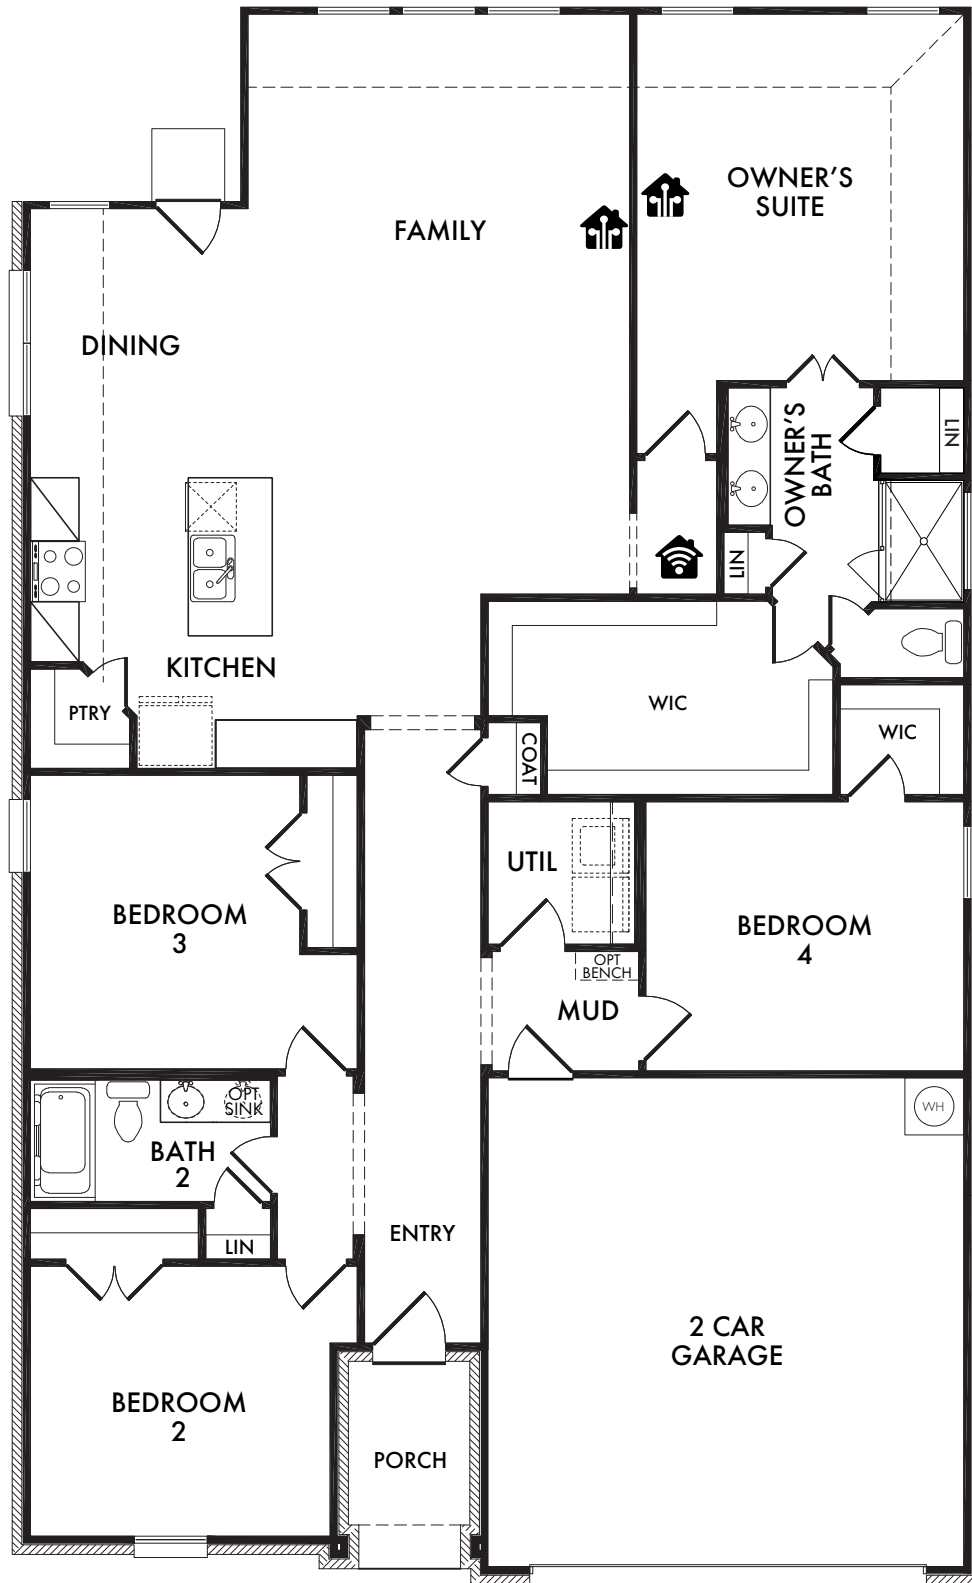 OWNER'S
SUITE
FAMILY
DINING
OWNER'S
BATH
LIN
LIN
KITCHEN
PTRY
WIC
WIC
COAT
UTIL
BEDROOM
3
BEDROOM
4
OPT
BENCH
MUD
OPT
SINK
WH
BATH
2
ENTRY
LIN
2 CAR
GARAGE
BEDROOM
2
PORCH